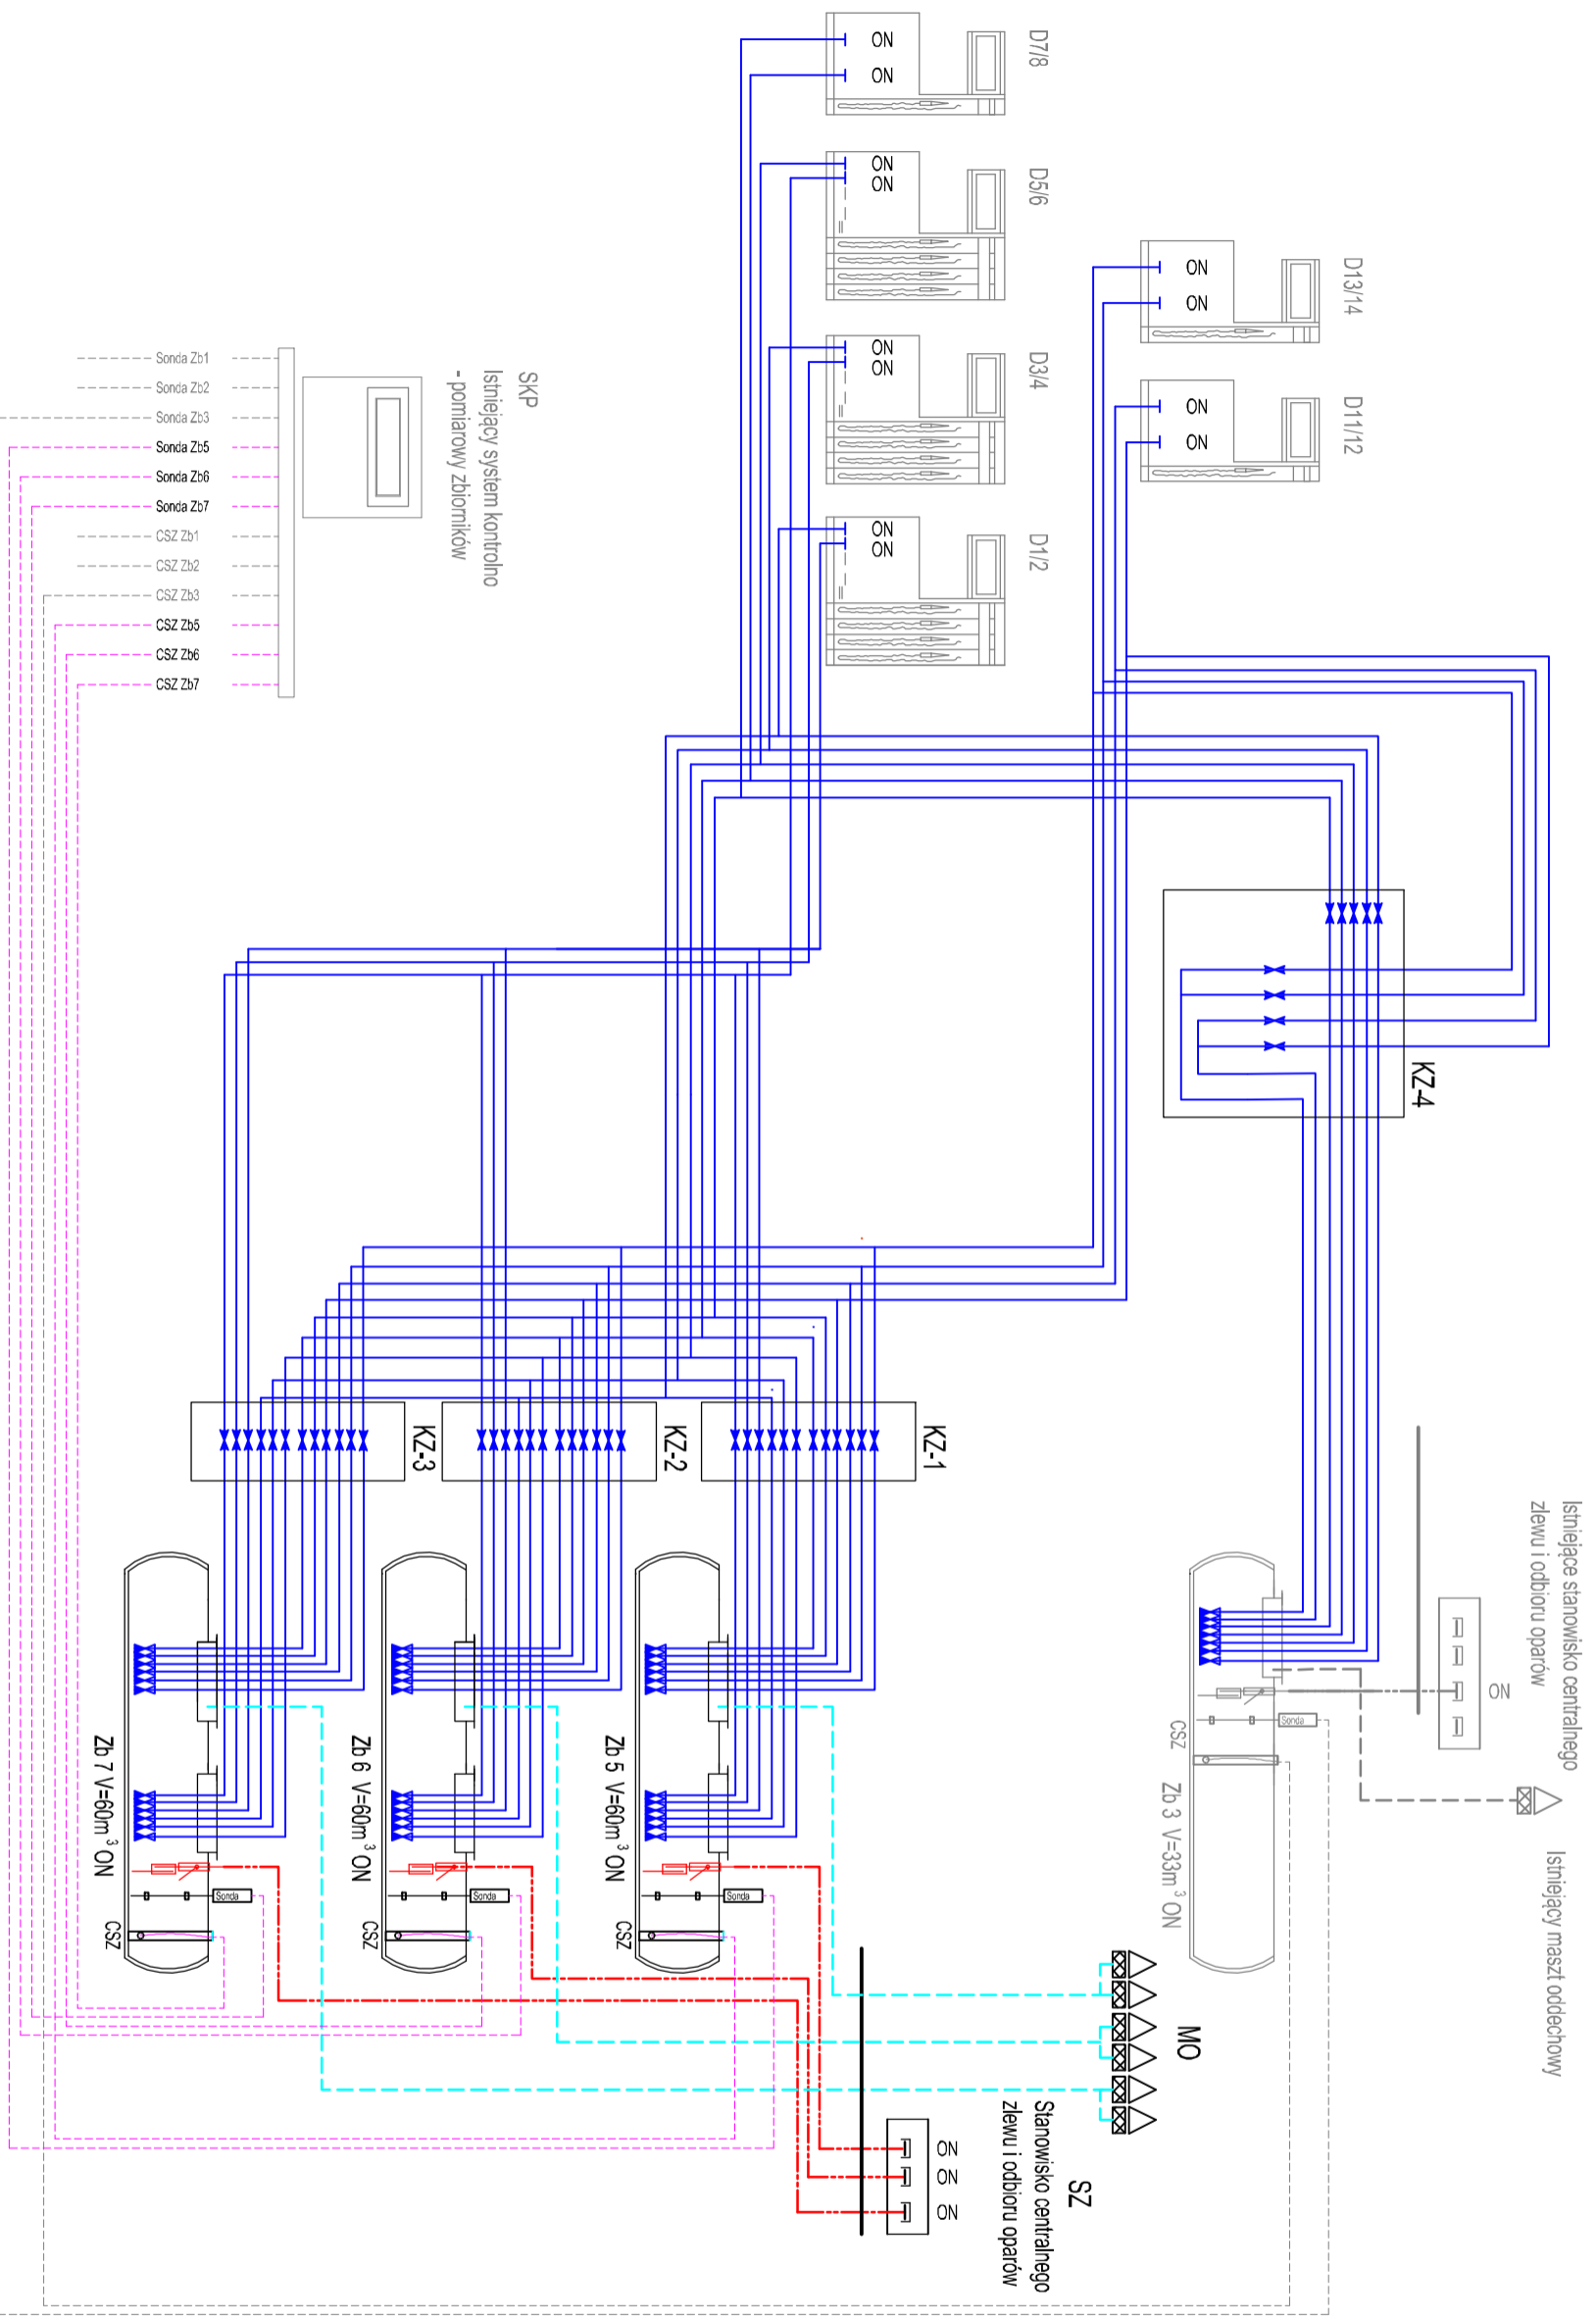 D7/8
ON
ON
D5/6
ON
ON
D3/4
ON
ON
D1/2
ON
ON
D13/14
ON
ON
D11/12
ON
ON
SKP
Istniejący system kontrolno
- pomiarowy zbiorników
Sonda Zb1
Sonda Zb2
Sonda Zb3
Sonda Zb5
Sonda Zb6
Sonda Zb7
CSZ Zb1
CSZ Zb2
CSZ Zb3
CSZ Zb5
CSZ Zb6
CSZ Zb7
KZ-4
KZ-1
KZ-2
KZ-3
Istniejące stanowisko centralnego
zlewu i odbioru oparów
ON
Istniejący maszt oddechowy
Sonda
CSZ
Zb 3 V=33m³ ON
Zb 5 V=60m³ ON
Sonda
CSZ
Zb 6 V=60m³ ON
Sonda
CSZ
Zb 7 V=60m³ ON
Sonda
CSZ
MO
SZ
Stanowisko centralnego
zlewu i odbioru oparów
ON
ON
ON